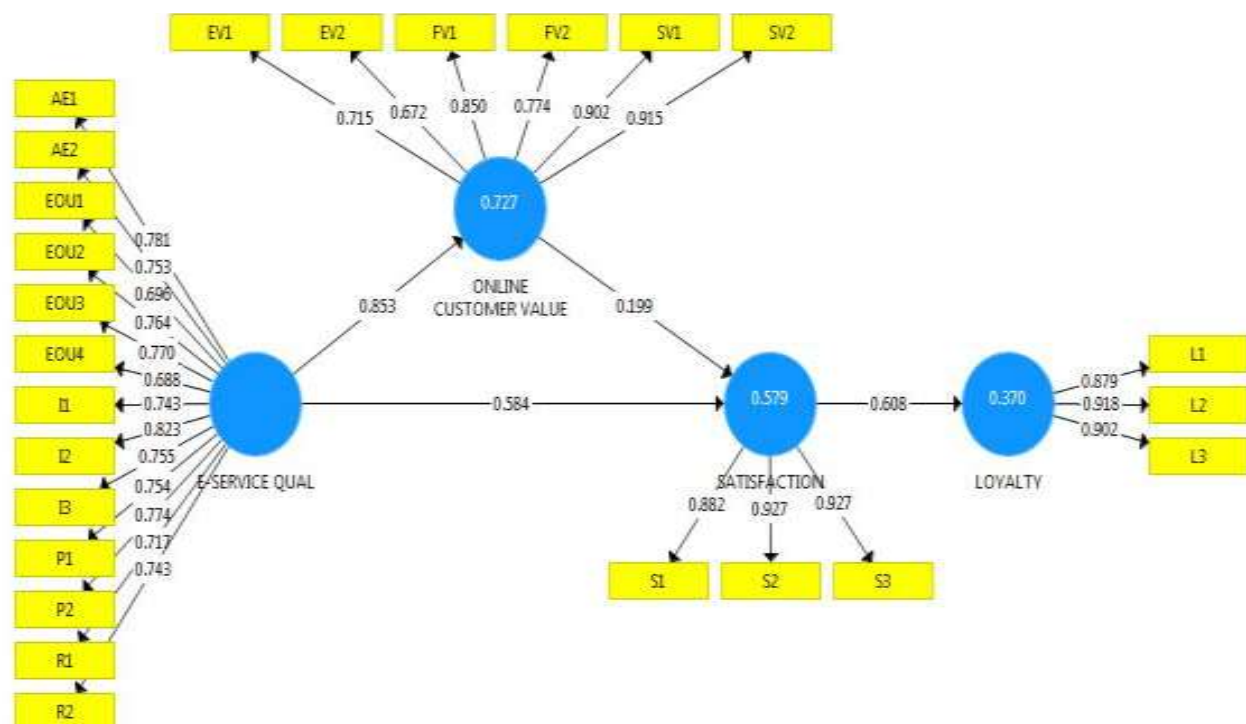 EV1
EV2
FV1
FV2
SV1
SV2
0.715
0.672
0.850
0.774
0.902
0.915
AE1
AE2
EOU1
EOU2
EOU3
EOU4
I1
I2
I3
P1
P2
R1
R2
0.781
0.753
0.696
0.764
0.770
0.688
0.743
0.823
0.755
0.754
0.774
0.717
0.743
0.727
ONLINE
CUSTOMER VALUE
0.853
0.199
E-SERVICE QUAL
0.584
0.579
SATISFACTION
0.608
0.370
LOYALTY
0.879
0.918
0.902
L1
L2
L3
0.882
0.927
0.927
S1
S2
S3